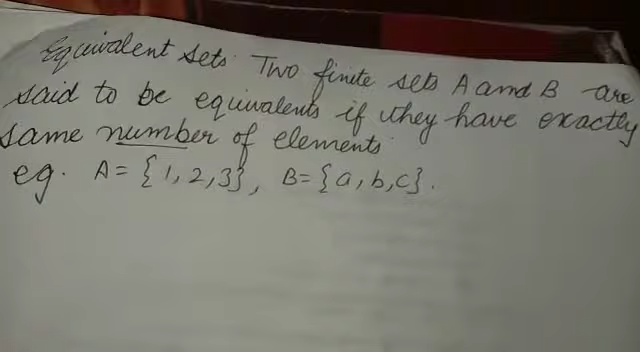 Equivalent sets: Two finite sets A and B are
said to be equivalents if they have exactly
same number of elements
eg. A = {1, 2, 3}, B = {a, b, c}.